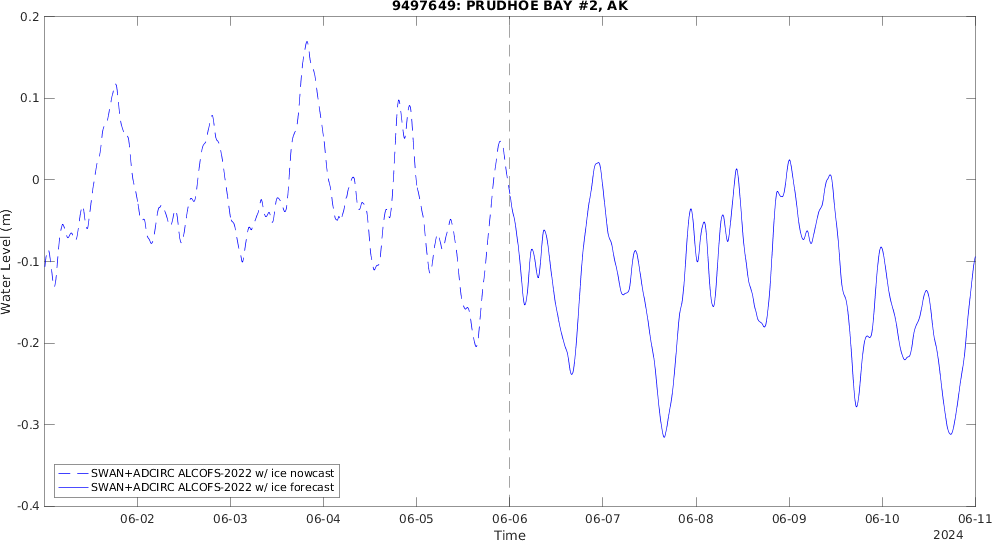 9497649: PRUDHOE BAY #2, AK
0.2
0.1
0
-0.1
-0.2
-0.3
-0.4
Water Level (m)
SWAN+ADCIRC ALCOFS-2022 w/ ice nowcast
SWAN+ADCIRC ALCOFS-2022 w/ ice forecast
06-02 06-03 06-04 06-05 06-06 06-07 06-08 06-09 06-10 06-11
Time
2024